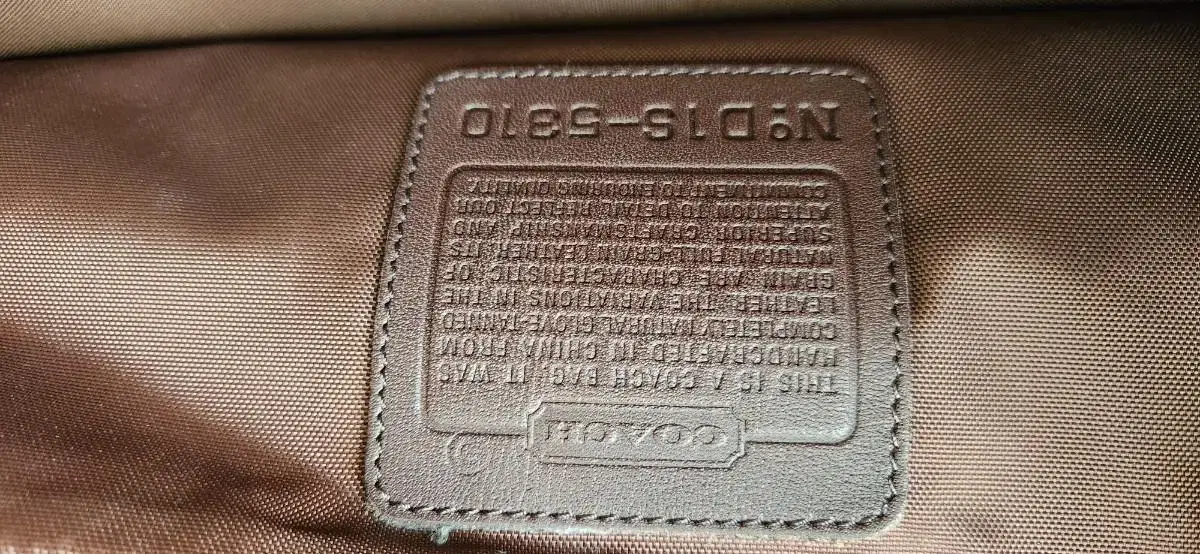 COACH
THIS IS A COACH BAG. IT WAS
HANDCRAFTED IN CHINA FROM
COMPLETELY NATURAL GLOVE-TANNED
LEATHER. THE VARIATIONS IN THE
GRAIN ARE CHARACTERISTIC OF
NATURAL FULL-GRAIN LEATHER. ITS
SUPERIOR CRAFTSMANSHIP AND
ATTENTION TO DETAIL REFLECT OUR
COMMITMENT TO ENDURING QUALITY.
Nº D1S-5310